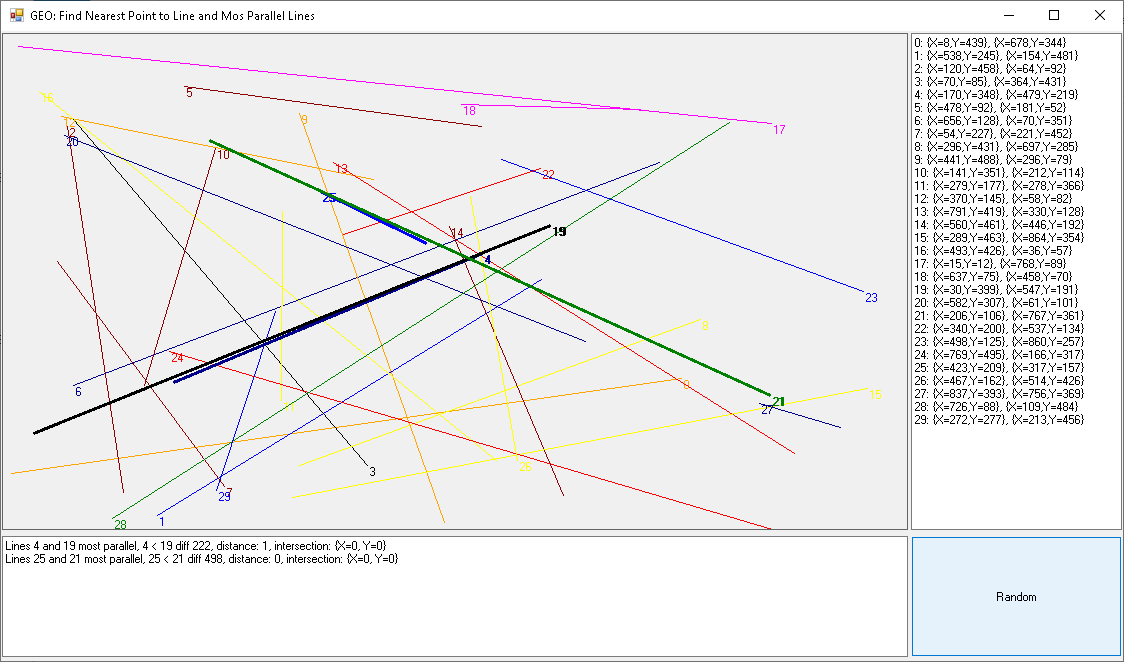 GEO: Find Nearest Point to Line and Mos Parallel Lines
16
5
9
18
17
12
2
20
10
13
22
25
14
19
4
23
8
24
6
0
15
11
21
27
26
3
7
29
28
1
0: {X=8,Y=439}, {X=678,Y=344}
1: {X=538,Y=245}, {X=154,Y=481}
2: {X=120,Y=458}, {X=64,Y=92}
3: {X=70,Y=85}, {X=364,Y=431}
4: {X=170,Y=348}, {X=479,Y=219}
5: {X=478,Y=92}, {X=181,Y=52}
6: {X=656,Y=128}, {X=70,Y=351}
7: {X=54,Y=227}, {X=221,Y=452}
8: {X=296,Y=431}, {X=697,Y=285}
9: {X=441,Y=488}, {X=296,Y=79}
10: {X=141,Y=351}, {X=212,Y=114}
11: {X=279,Y=177}, {X=278,Y=366}
12: {X=370,Y=145}, {X=58,Y=82}
13: {X=791,Y=419}, {X=330,Y=128}
14: {X=560,Y=461}, {X=446,Y=192}
15: {X=289,Y=463}, {X=864,Y=354}
16: {X=493,Y=426}, {X=36,Y=57}
17: {X=15,Y=12}, {X=768,Y=89}
18: {X=637,Y=75}, {X=458,Y=70}
19: {X=30,Y=399}, {X=547,Y=191}
20: {X=582,Y=307}, {X=61,Y=101}
21: {X=206,Y=106}, {X=767,Y=361}
22: {X=340,Y=200}, {X=537,Y=134}
23: {X=498,Y=125}, {X=860,Y=257}
24: {X=769,Y=495}, {X=166,Y=317}
25: {X=423,Y=209}, {X=317,Y=157}
26: {X=467,Y=162}, {X=514,Y=426}
27: {X=837,Y=393}, {X=756,Y=369}
28: {X=726,Y=88}, {X=109,Y=484}
29: {X=272,Y=277}, {X=213,Y=456}
Lines 4 and 19 most parallel, 4 < 19 diff 222, distance: 1, intersection: {X=0, Y=0}
Lines 25 and 21 most parallel, 25 < 21 diff 498, distance: 0, intersection: {X=0, Y=0}
Random